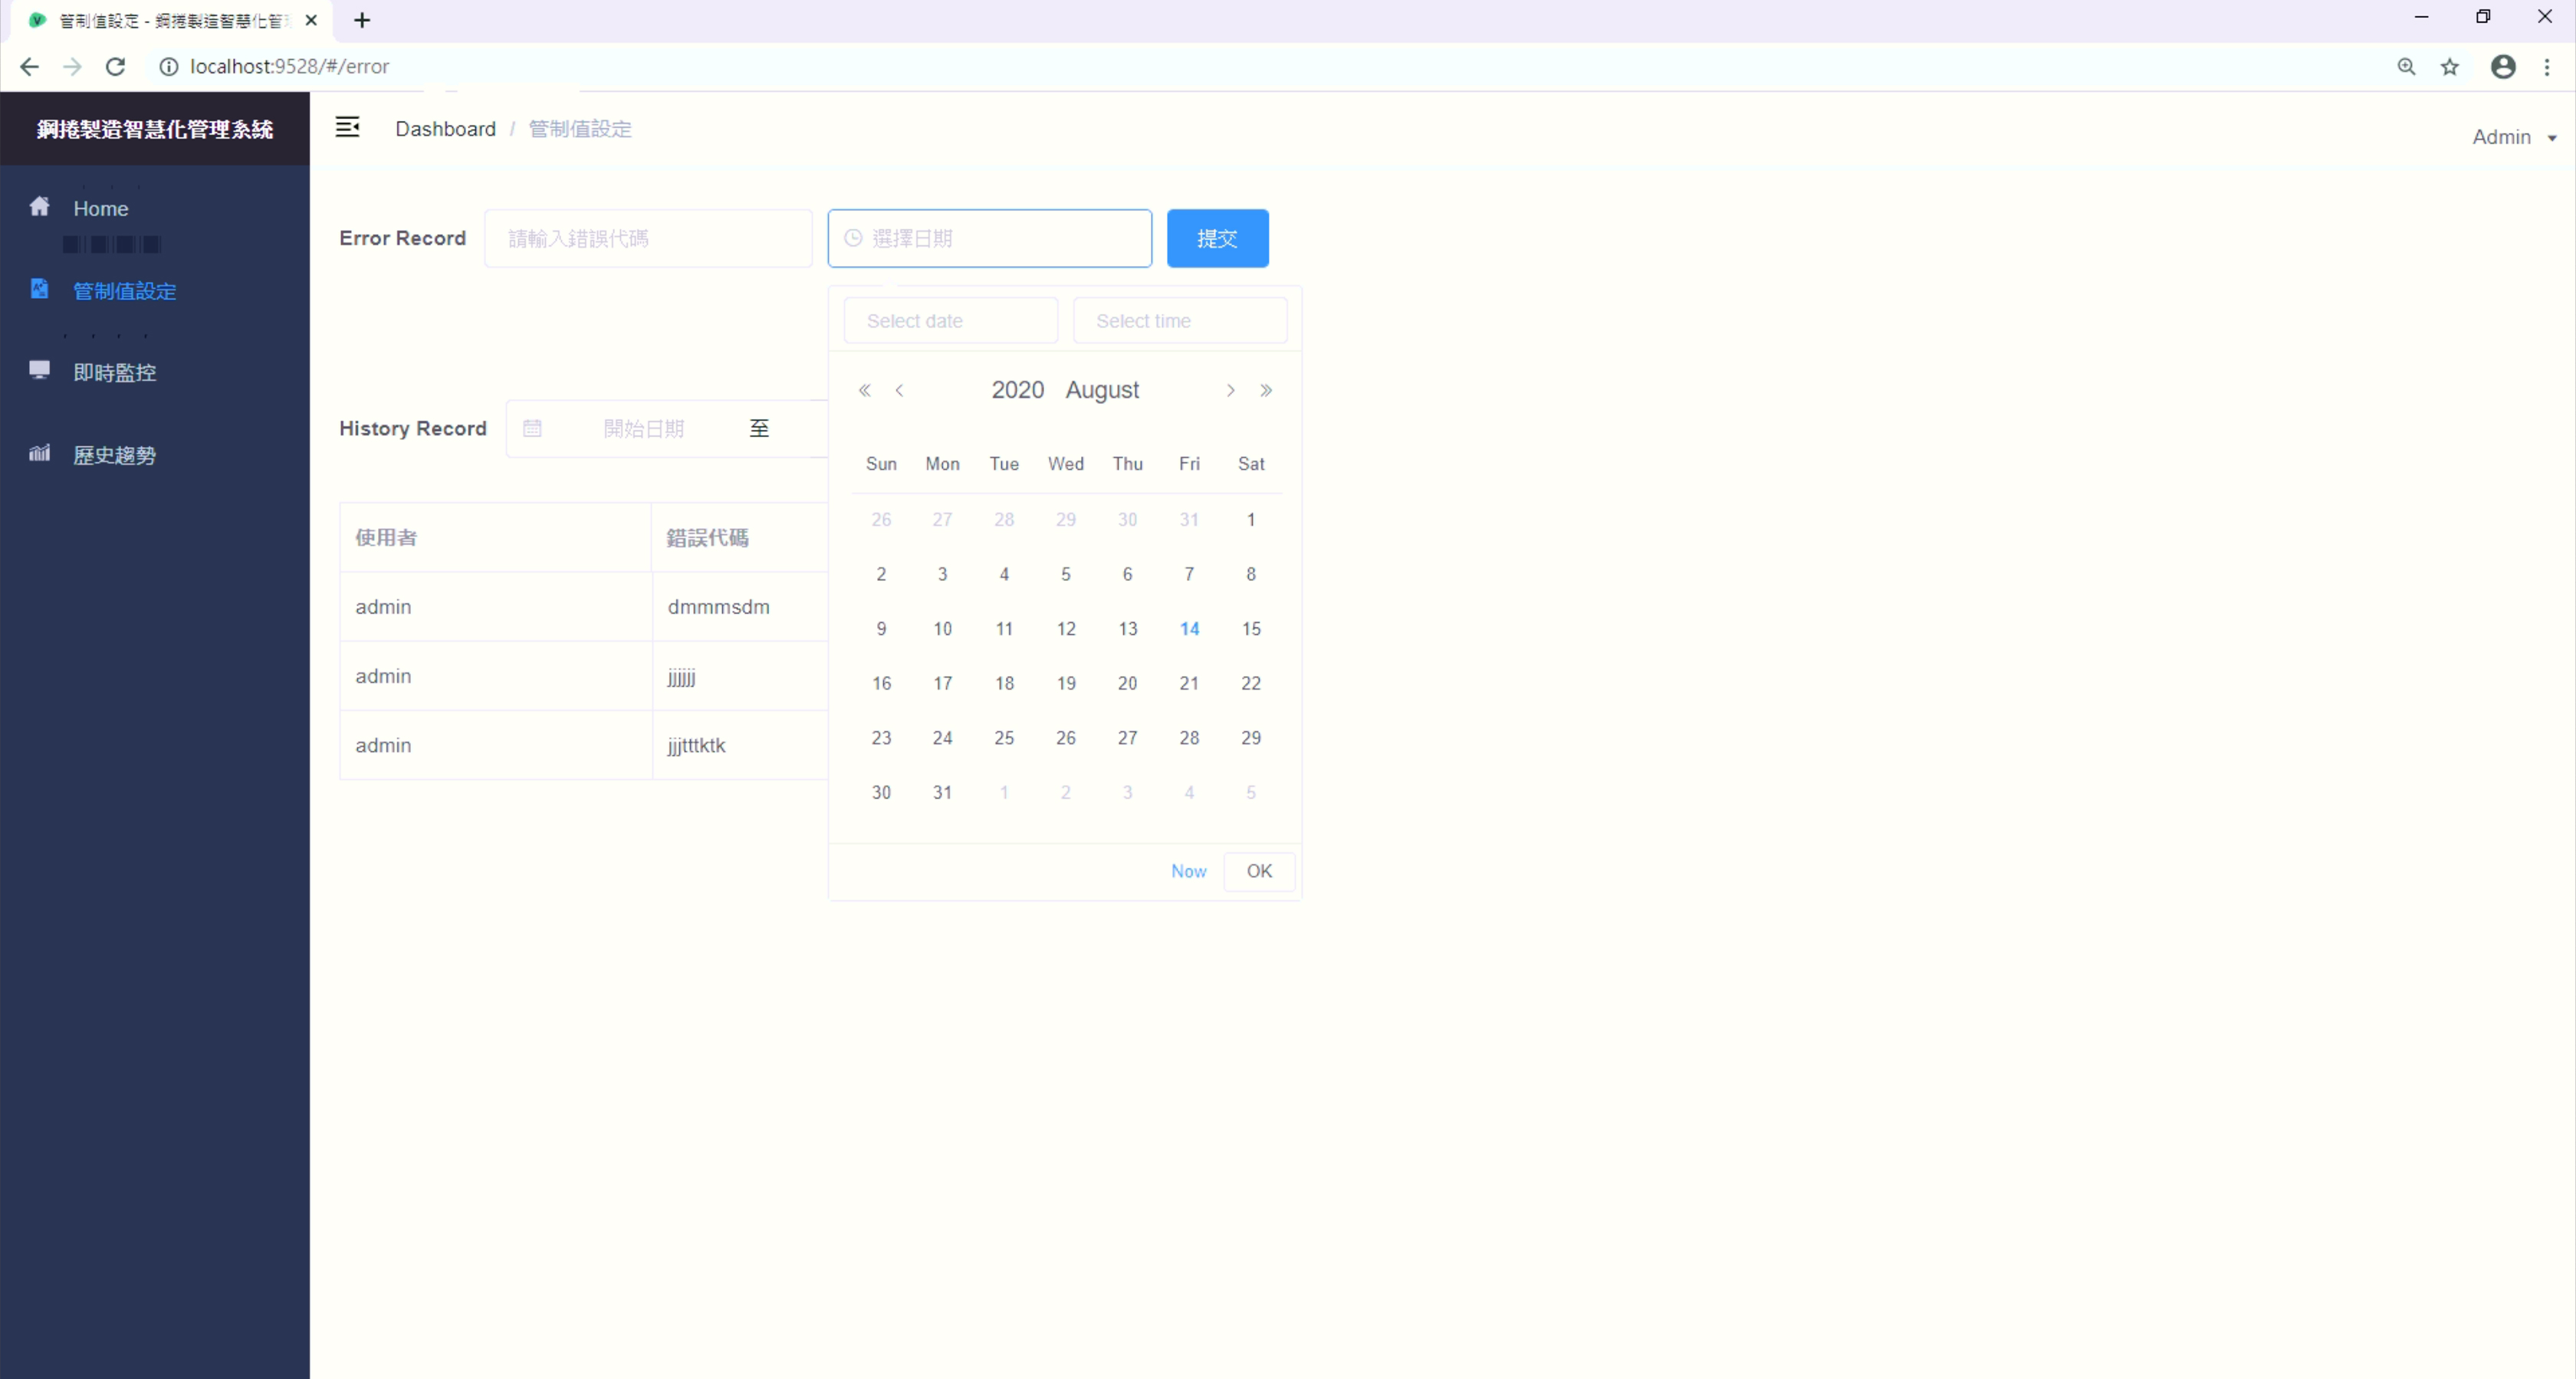 管制值設定 - 鋼捲製造智慧化管
localhost:9528/#/error
鋼捲製造智慧化管理系統
Dashboard / 管制值設定
Admin
Home
管制值設定
即時監控
歷史趨勢
Error Record 請輸入錯誤代碼 選擇日期 提交
Select date Select time
2020 August
History Record 開始日期 至
Sun Mon Tue Wed Thu Fri Sat
26 27 28 29 30 31 1
2 3 4 5 6 7 8
9 10 11 12 13 14 15
16 17 18 19 20 21 22
23 24 25 26 27 28 29
30 31 1 2 3 4 5
Now OK
使用者 錯誤代碼
admin dmmmsdm
admin jjjjjj
admin jjjtttktk